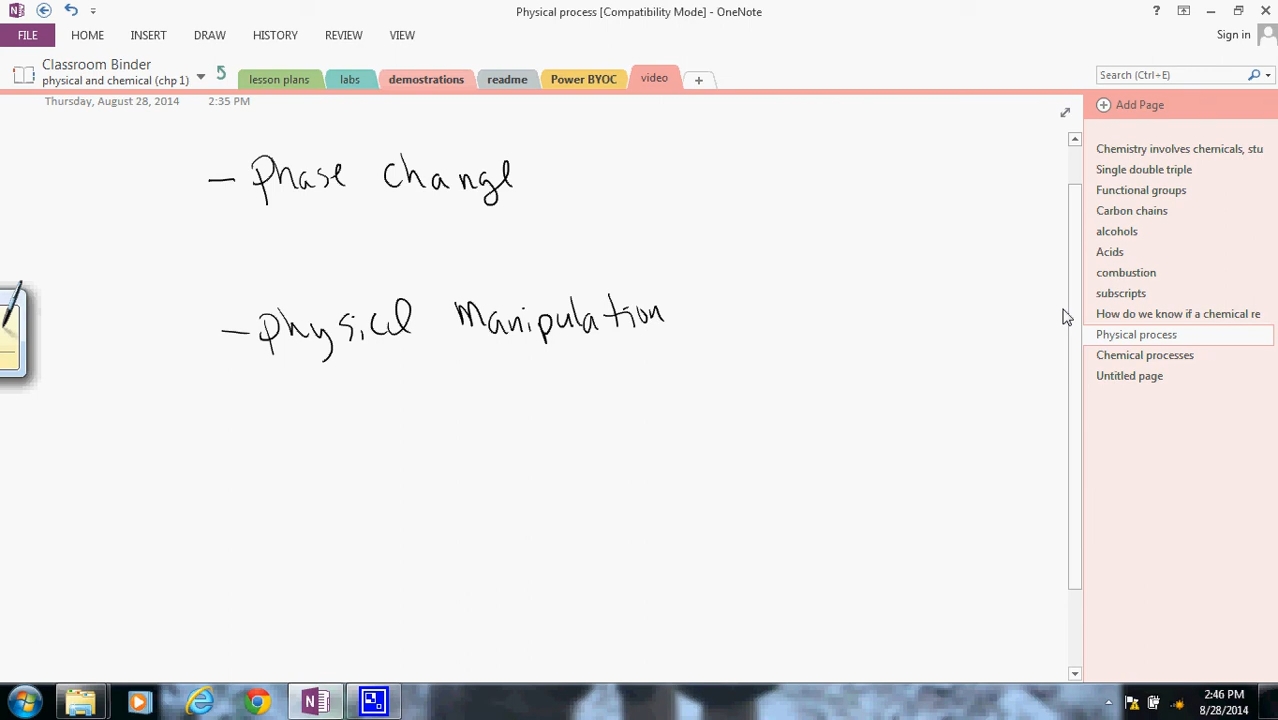 Physical process [Compatibility Mode] - OneNote
?
FILE HOME INSERT DRAW HISTORY REVIEW VIEW
Sign in
Classroom Binder
physical and chemical (chp 1)
lesson plans labs demostrations readme Power BYOC video +
Search (Ctrl+E)
Thursday, August 28, 2014 2:35 PM
Add Page
- Phase change
- Physical Manipulation
Chemistry involves chemicals, stu
Single double triple
Functional groups
Carbon chains
alcohols
Acids
combustion
subscripts
How do we know if a chemical re
Physical process
Chemical processes
Untitled page
2:46 PM
8/28/2014